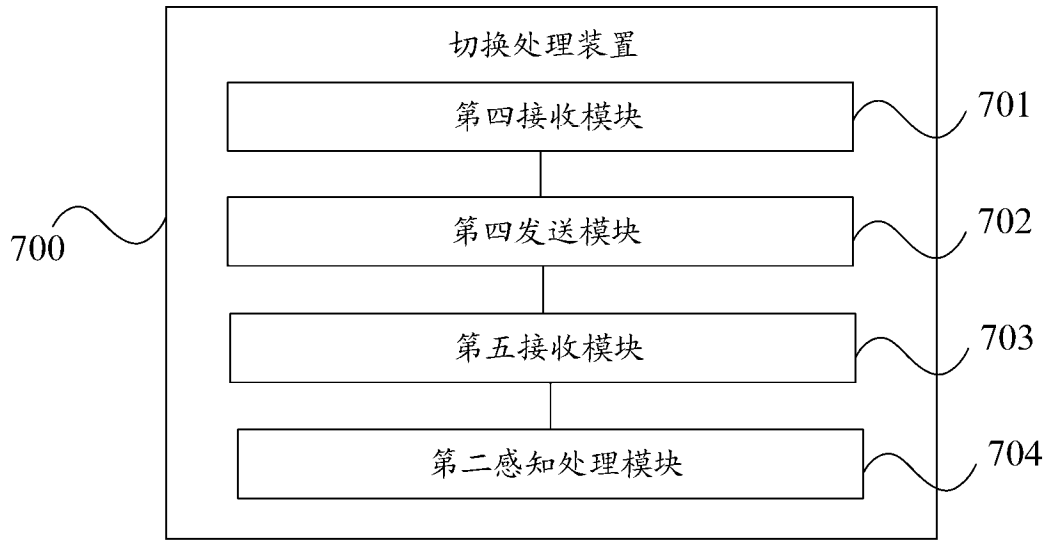 切换处理装置
第四接收模块
701
第四发送模块
702
700
第五接收模块
703
第二感知处理模块
704